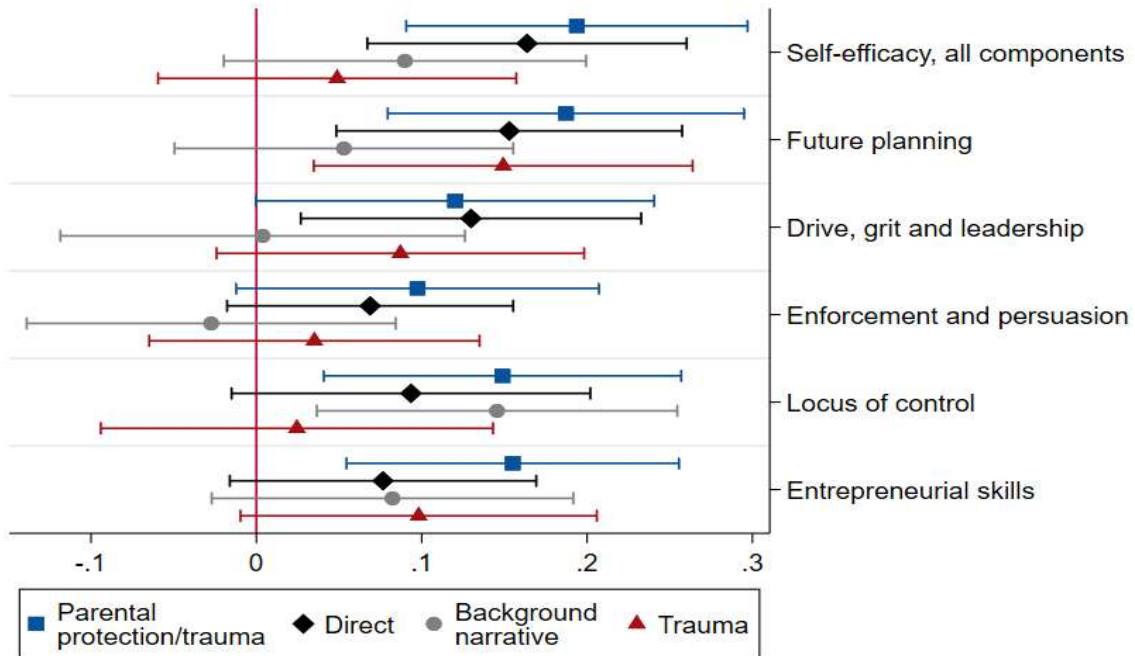 Self-efficacy, all components
Future planning
Drive, grit and leadership
Enforcement and persuasion
Locus of control
Entrepreneurial skills
-.1 0 .1 .2 .3
Parental
protection/trauma
Direct
Background
narrative
Trauma